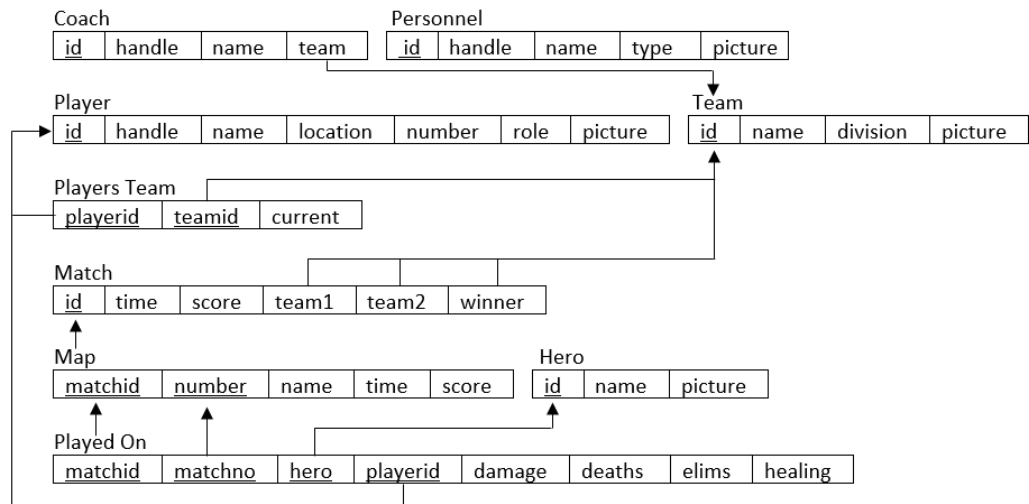 Coach Personnel
id handle name team id handle name type picture
Player Team
id handle name location number role picture id name division picture
Players Team
playerid teamid current
Match
id time score team1 team2 winner
Map Hero
matchid number name time score id name picture
Played On
matchid matchno hero playerid damage deaths elims healing